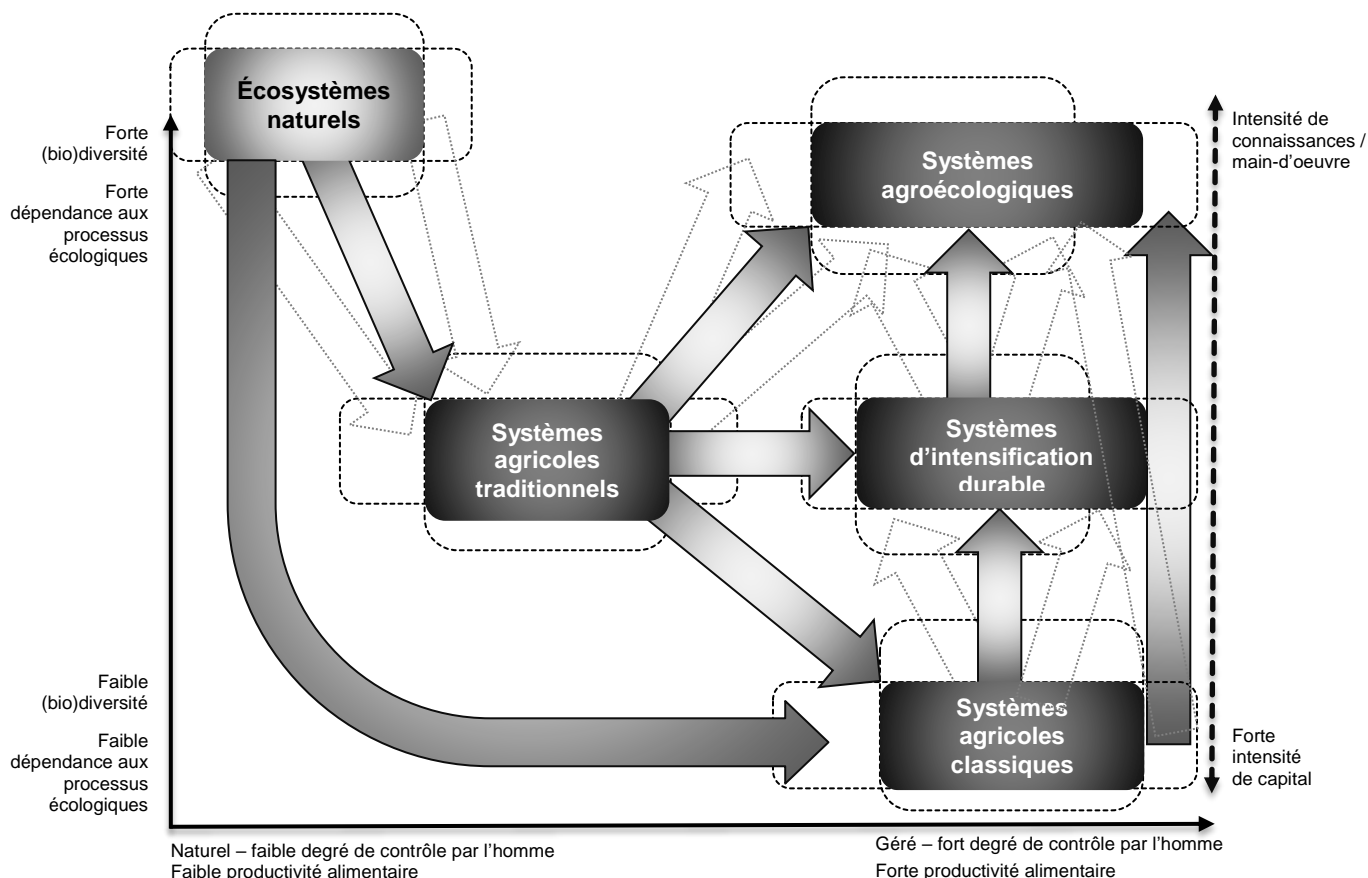 Écosystèmes
naturels
Forte
(bio)diversité
Forte
dépendance aux
processus
écologiques
Systèmes
agroécologiques
Intensité de
connaissances /
main-d'oeuvre
Systèmes
agricoles
traditionnels
Systèmes
d'intensification
durable
Faible
(bio)diversité
Faible
dépendance aux
processus
écologiques
Systèmes
agricoles
classiques
Forte
intensité
de capital
Naturel – faible degré de contrôle par l'homme
Faible productivité alimentaire
Géré – fort degré de contrôle par l'homme
Forte productivité alimentaire